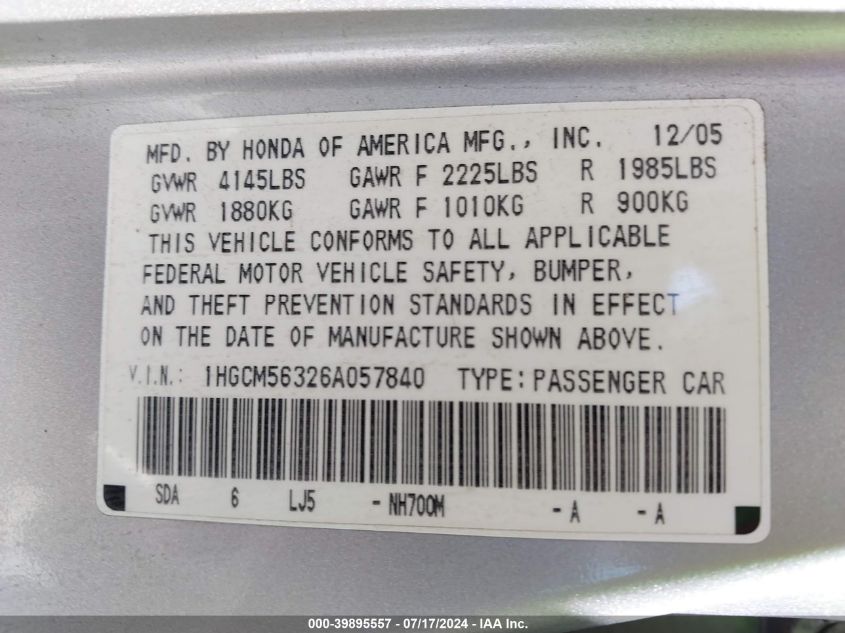 MFD. BY HONDA OF AMERICA MFG., INC. 12/05
GVWR 4145LBS GAWR F 2225LBS R 1985LBS
GVWR 1880KG GAWR F 1010KG R 900KG
THIS VEHICLE CONFORMS TO ALL APPLICABLE
FEDERAL MOTOR VEHICLE SAFETY, BUMPER,
AND THEFT PREVENTION STANDARDS IN EFFECT
ON THE DATE OF MANUFACTURE SHOWN ABOVE.
V.I.N.: 1HGCM56326A057840 TYPE:PASSENGER CAR
SDA 6 LJ5 -NH700M -A -A
000-39895557 - 07/17/2024 - IAA Inc.